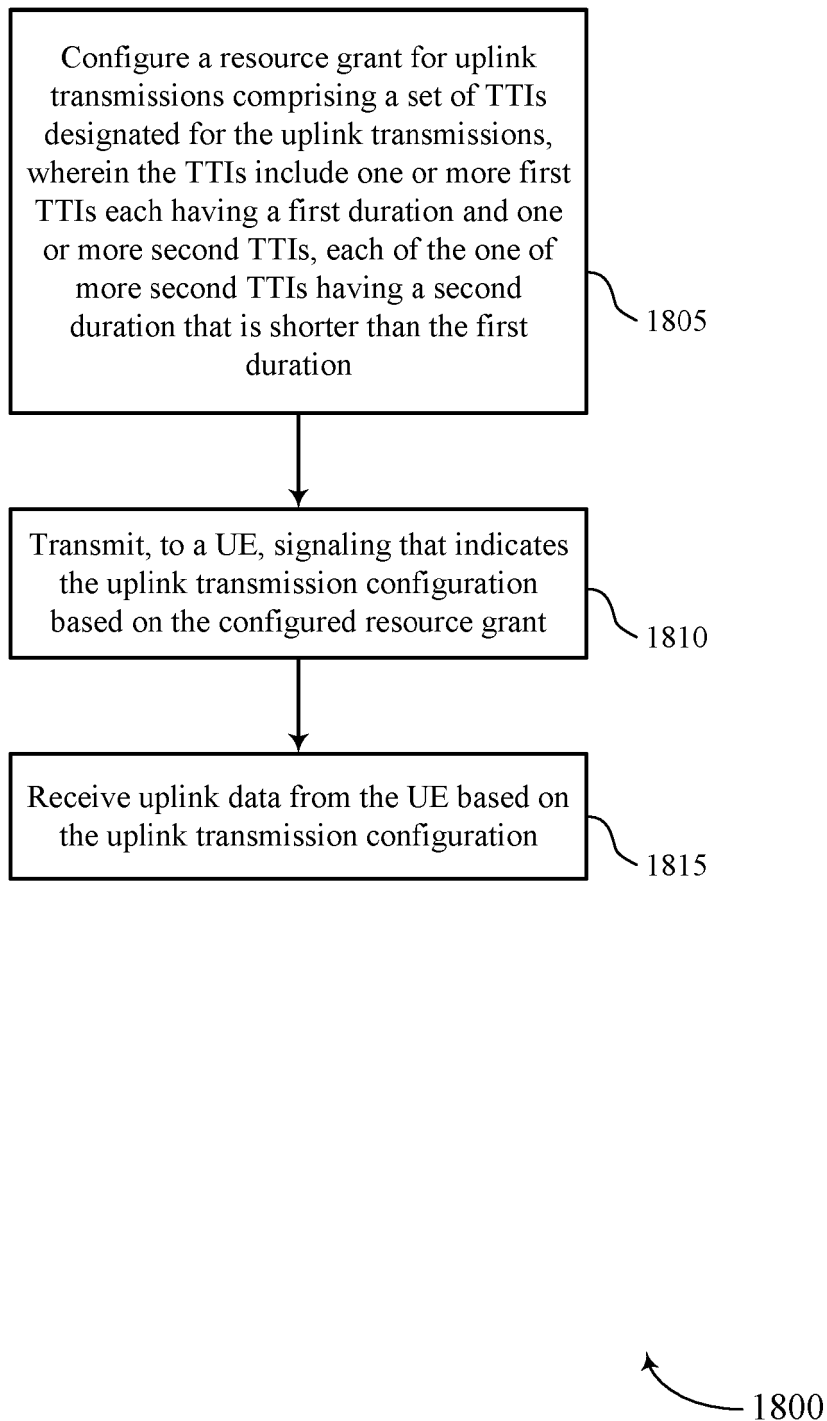 Configure a resource grant for uplink
transmissions comprising a set of TTIs
designated for the uplink transmissions,
wherein the TTIs include one or more first
TTIs each having a first duration and one
or more second TTIs, each of the one of
more second TTIs having a second
duration that is shorter than the first
duration
1805
Transmit, to a UE, signaling that indicates
the uplink transmission configuration
based on the configured resource grant
1810
Receive uplink data from the UE based on
the uplink transmission configuration
1815
1800